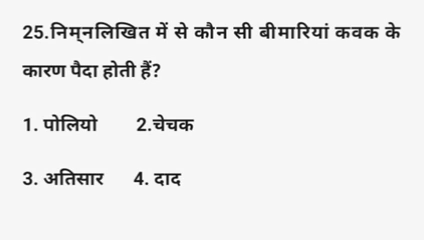 25.निम्नलिखित में से कौन सी बीमारियां कवक के
कारण पैदा होती हैं?
1. पोलियो 2.चेचक
3. अतिसार 4. दाद